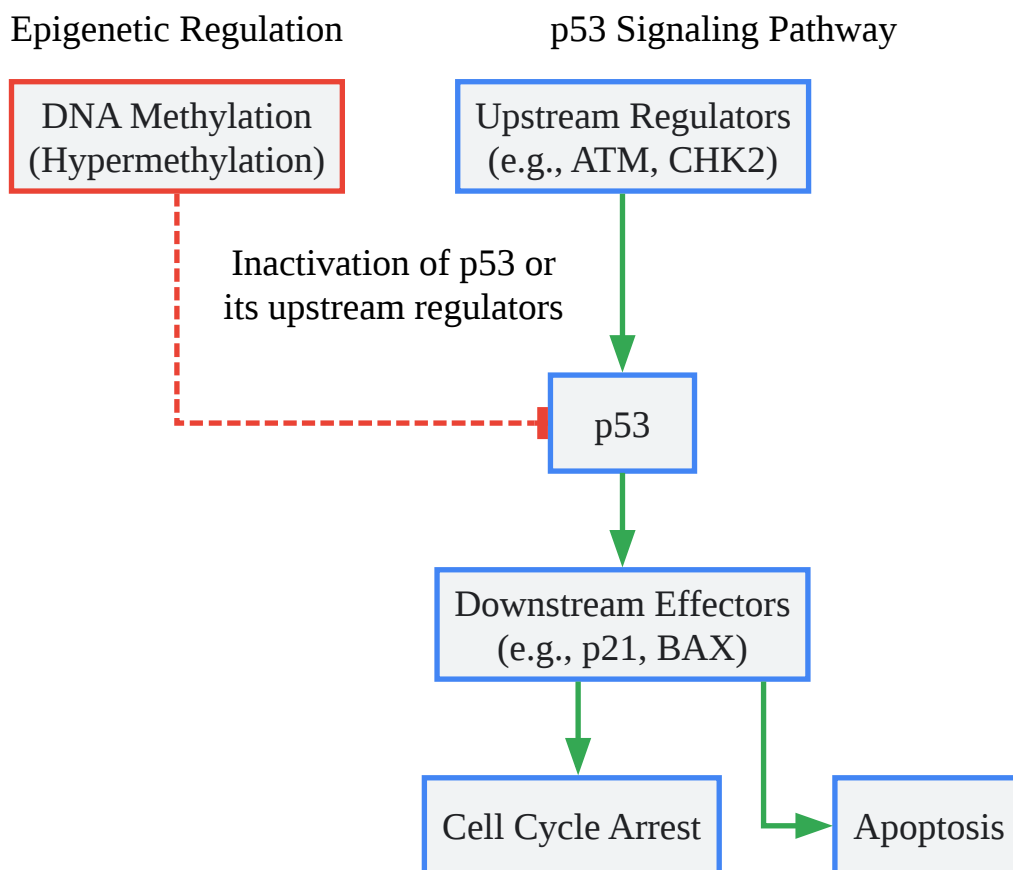 Epigenetic Regulation
p53 Signaling Pathway
DNA Methylation
(Hypermethylation)
Upstream Regulators
(e.g., ATM, CHK2)
Inactivation of p53 or
its upstream regulators
p53
Downstream Effectors
(e.g., p21, BAX)
Cell Cycle Arrest
Apoptosis